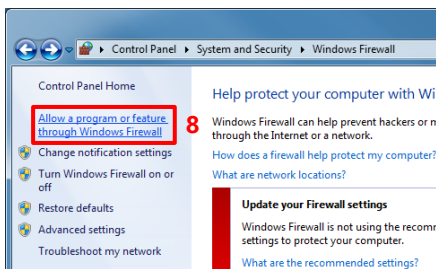 Control Panel ▸ System and Security ▸ Windows Firewall
Control Panel Home
Allow a program or feature
through Windows Firewall
8
Change notification settings
Turn Windows Firewall on or
off
Restore defaults
Advanced settings
Troubleshoot my network
Help protect your computer with Wi
Windows Firewall can help prevent hackers or m
through the Internet or a network.
How does a firewall help protect my computer?
What are network locations?
Update your Firewall settings
Windows Firewall is not using the recomm
settings to protect your computer.
What are the recommended settings?